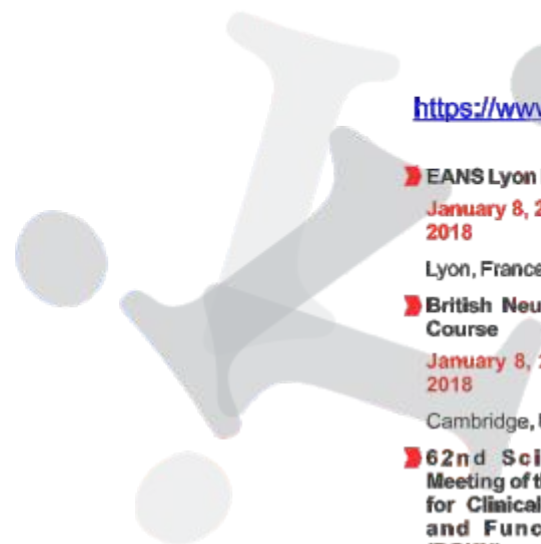 https://www
EANS Lyon
January 8, 2
2018
Lyon, France
British Neu
Course
January 8, 2
2018
Cambridge,
62nd Sci
Meeting of t
for Clinical
and Func